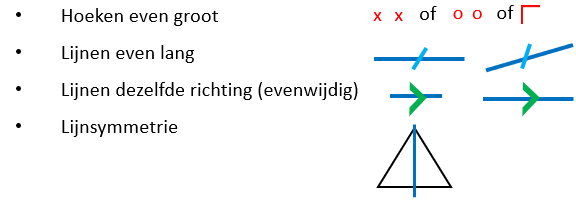 • Hoeken even groot x x of o o of
• Lijnen even lang
• Lijnen dezelfde richting (evenwijdig)
• Lijnsymmetrie